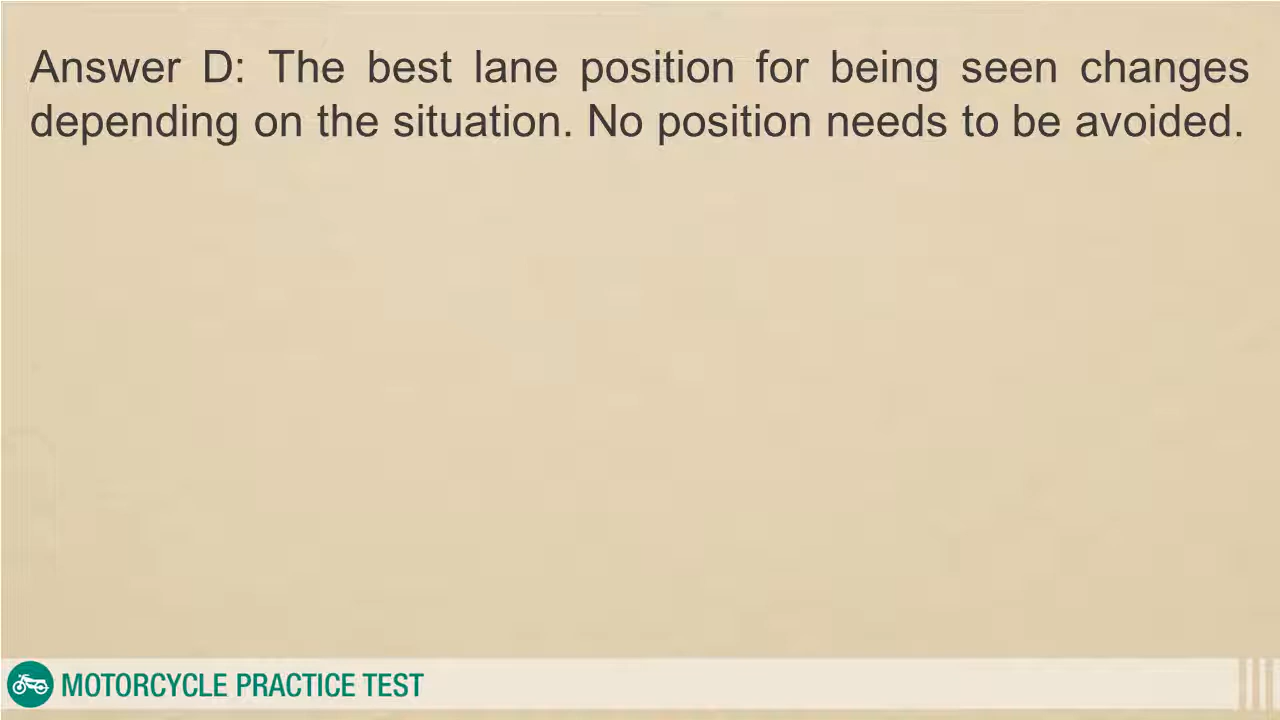 Answer D: The best lane position for being seen changes
depending on the situation. No position needs to be avoided.
MOTORCYCLE PRACTICE TEST